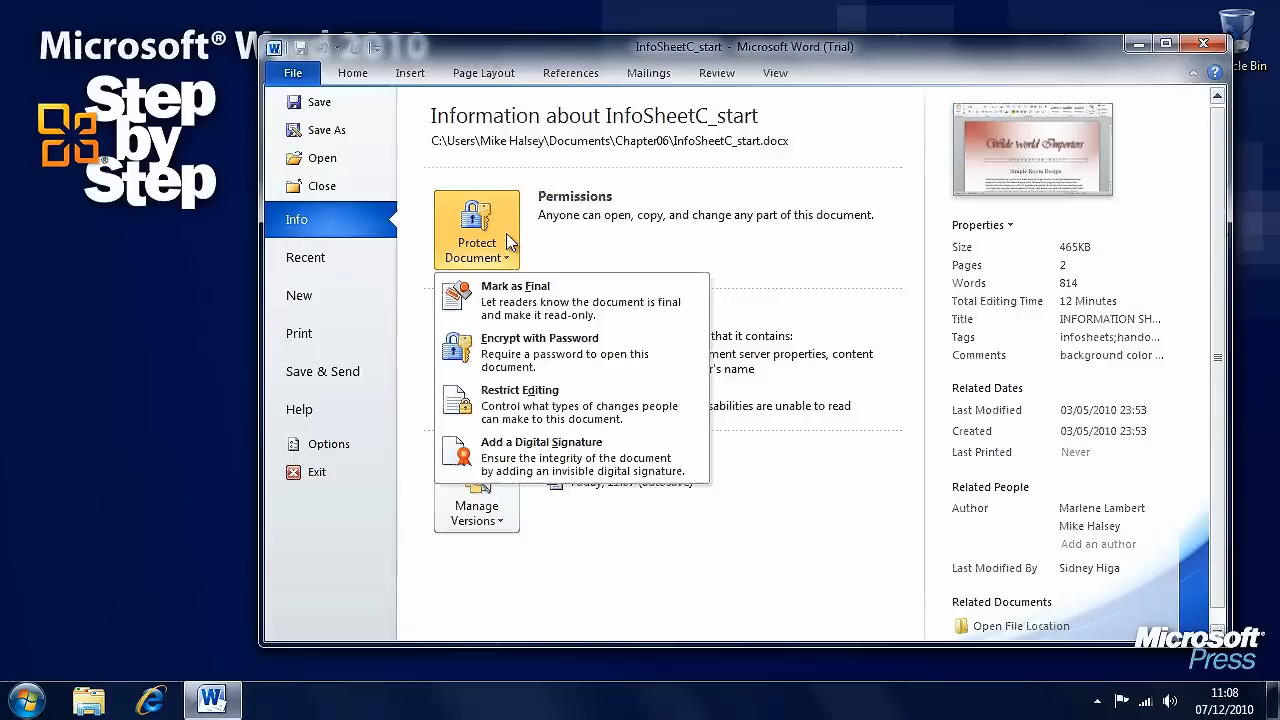 Microsoft® W
Step
by
Step®
InfoSheetC_start - Microsoft Word (Trial)
cle Bin
File Home Insert Page Layout References Mailings Review View
Save
Save As
Open
Close
Info
Recent
New
Print
Save & Send
Help
Options
Exit
Information about InfoSheetC_start
C:\Users\Mike Halsey\Documents\Chapter06\InfoSheetC_start.docx
Protect
Document
Permissions
Anyone can open, copy, and change any part of this document.
Mark as Final
Let readers know the document is final
and make it read-only.
Encrypt with Password
Require a password to open this
document.
Restrict Editing
Control what types of changes people
can make to this document.
Add a Digital Signature
Ensure the integrity of the document
by adding an invisible digital signature.
that it contains:
ment server properties, content
r's name
sabilities are unable to read
Manage
Versions
Wide World Importers
Simple Room Design
Properties
Size 465KB
Pages 2
Words 814
Total Editing Time 12 Minutes
Title INFORMATION SH...
Tags infosheets;hando...
Comments background color ...
Related Dates
Last Modified 03/05/2010 23:53
Created 03/05/2010 23:53
Last Printed Never
Related People
Author Marlene Lambert
Mike Halsey
Add an author
Last Modified By Sidney Higa
Related Documents
Open File Location
Microsoft®
Press
11:08
07/12/2010